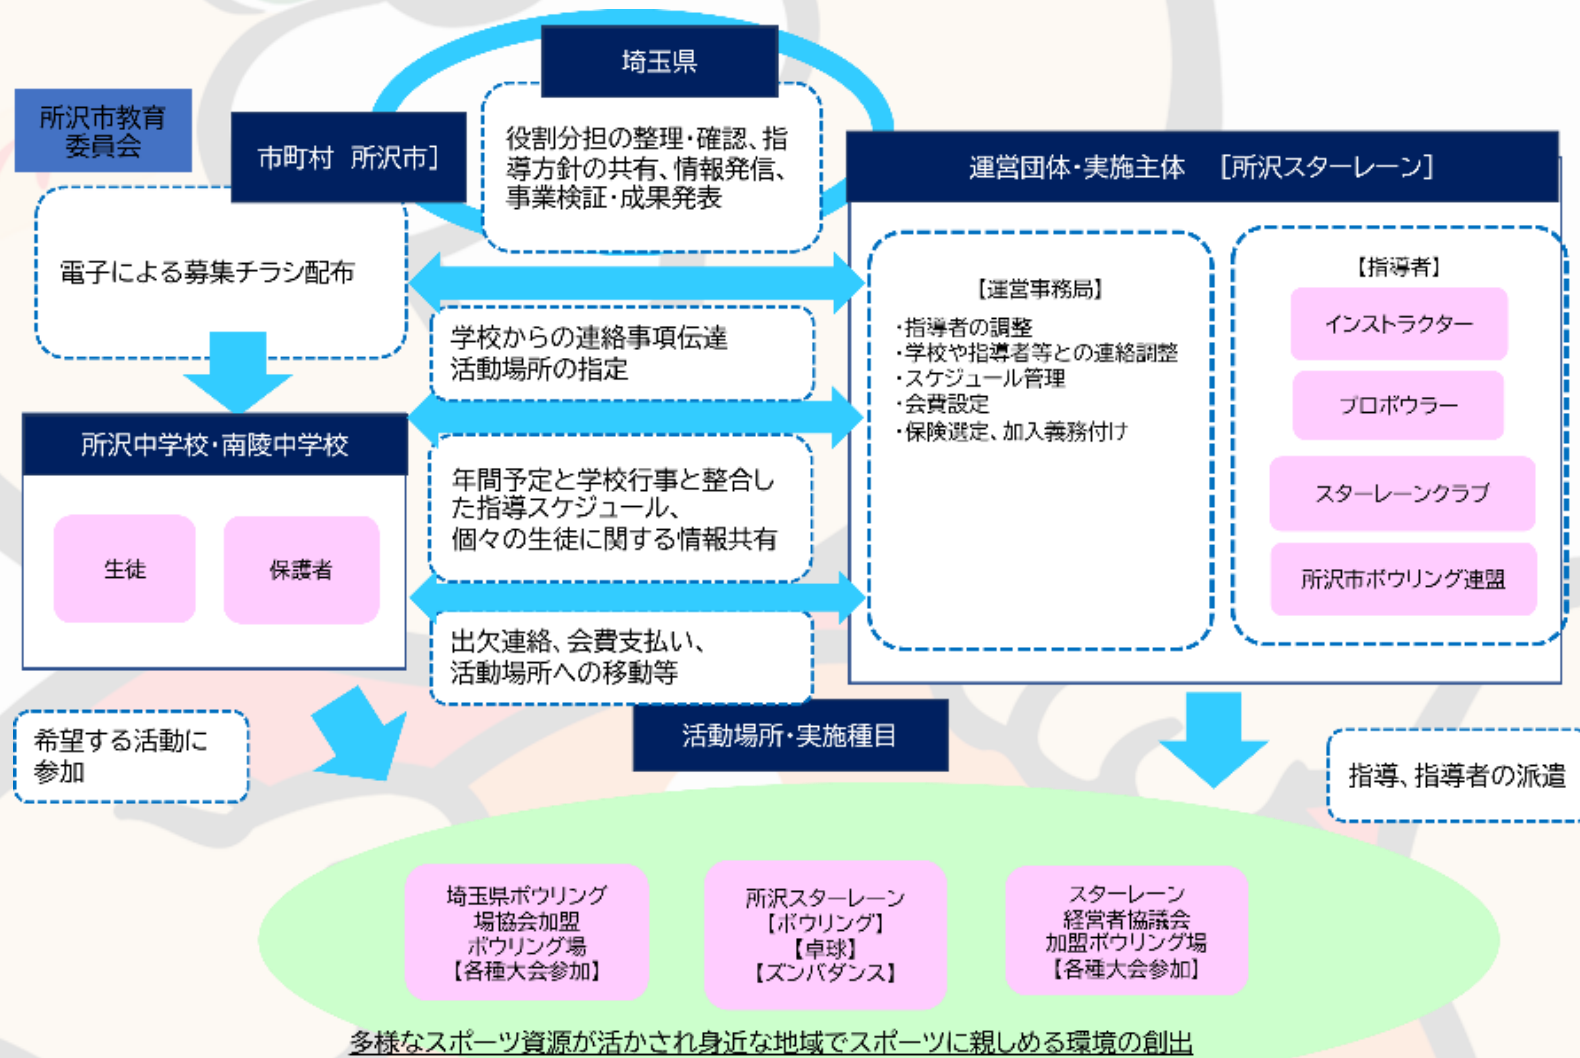 埼玉県
所沢市教育
委員会
市町村 所沢市]
役割分担の整理・確認、指
導方針の共有、情報発信、
事業検証・成果発表
運営団体・実施主体 [所沢スターレーン]
電子による募集チラシ配布
学校からの連絡事項伝達
活動場所の指定
【運営事務局】
・指導者の調整
・学校や指導者等との連絡調整
・スケジュール管理
・会費設定
・保険選定、加入義務付け
【指導者】
インストラクター
プロボウラー
スターレーンクラブ
所沢市ボウリング連盟
所沢中学校・南陵中学校
生徒
保護者
年間予定と学校行事と整合し
た指導スケジュール、
個々の生徒に関する情報共有
出欠連絡、会費支払い、
活動場所への移動等
希望する活動に
参加
活動場所・実施種目
指導、指導者の派遣
埼玉県ボウリング
場協会加盟
ボウリング場
【各種大会参加】
所沢スターレーン
【ボウリング】
【卓球】
【ズンバダンス】
スターレーン
経営者協議会
加盟ボウリング場
【各種大会参加】
多様なスポーツ資源が活かされ身近な地域でスポーツに親しめる環境の創出